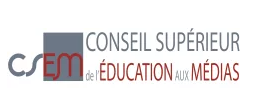 CSEM
CONSEIL SUPÉRIEUR
de l'ÉDUCATION AUX MÉDIAS